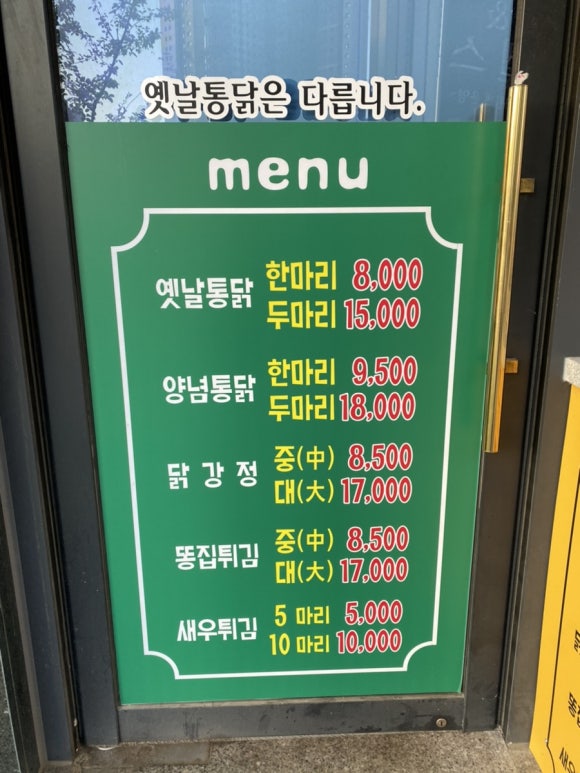 옛날통닭은 다릅니다.
menu
옛날통닭 한마리 8,000
두마리 15,000
양념통닭 한마리 9,500
두마리 18,000
닭강정 중(中) 8,500
대(大) 17,000
똥집튀김 중(中) 8,500
대(大) 17,000
새우튀김 5 마리 5,000
10 마리 10,000